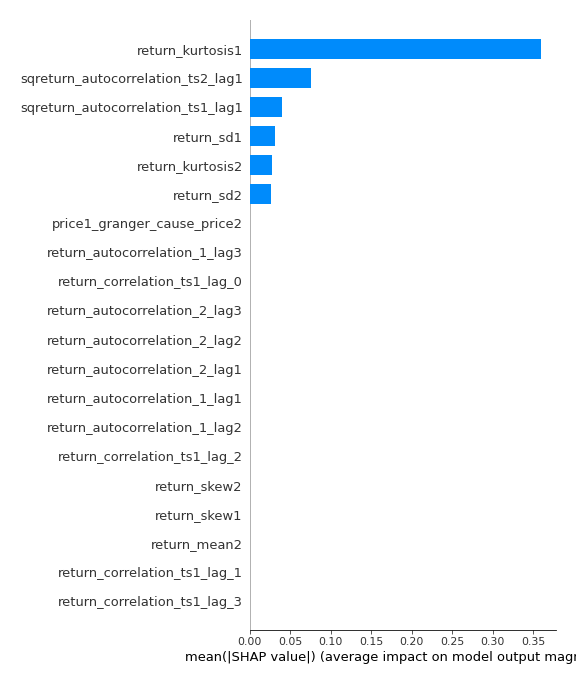 return_kurtosis1
sqreturn_autocorrelation_ts2_lag1
sqreturn_autocorrelation_ts1_lag1
return_sd1
return_kurtosis2
return_sd2
price1_granger_cause_price2
return_autocorrelation_1_lag3
return_correlation_ts1_lag_0
return_autocorrelation_2_lag3
return_autocorrelation_2_lag2
return_autocorrelation_2_lag1
return_autocorrelation_1_lag1
return_autocorrelation_1_lag2
return_correlation_ts1_lag_2
return_skew2
return_skew1
return_mean2
return_correlation_ts1_lag_1
return_correlation_ts1_lag_3
0.00 0.05 0.10 0.15 0.20 0.25 0.30 0.35
mean(|SHAP value|) (average impact on model output magn